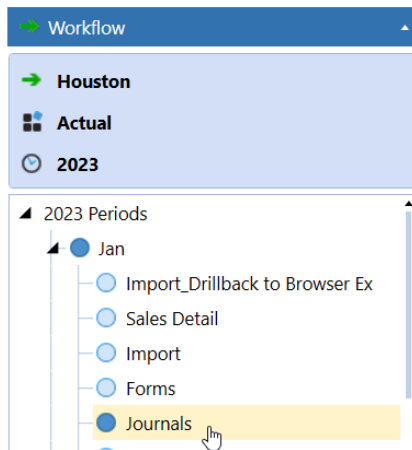 Workflow
Houston
Actual
2023
2023 Periods
Jan
Import_Drillback to Browser Ex
Sales Detail
Import
Forms
Journals